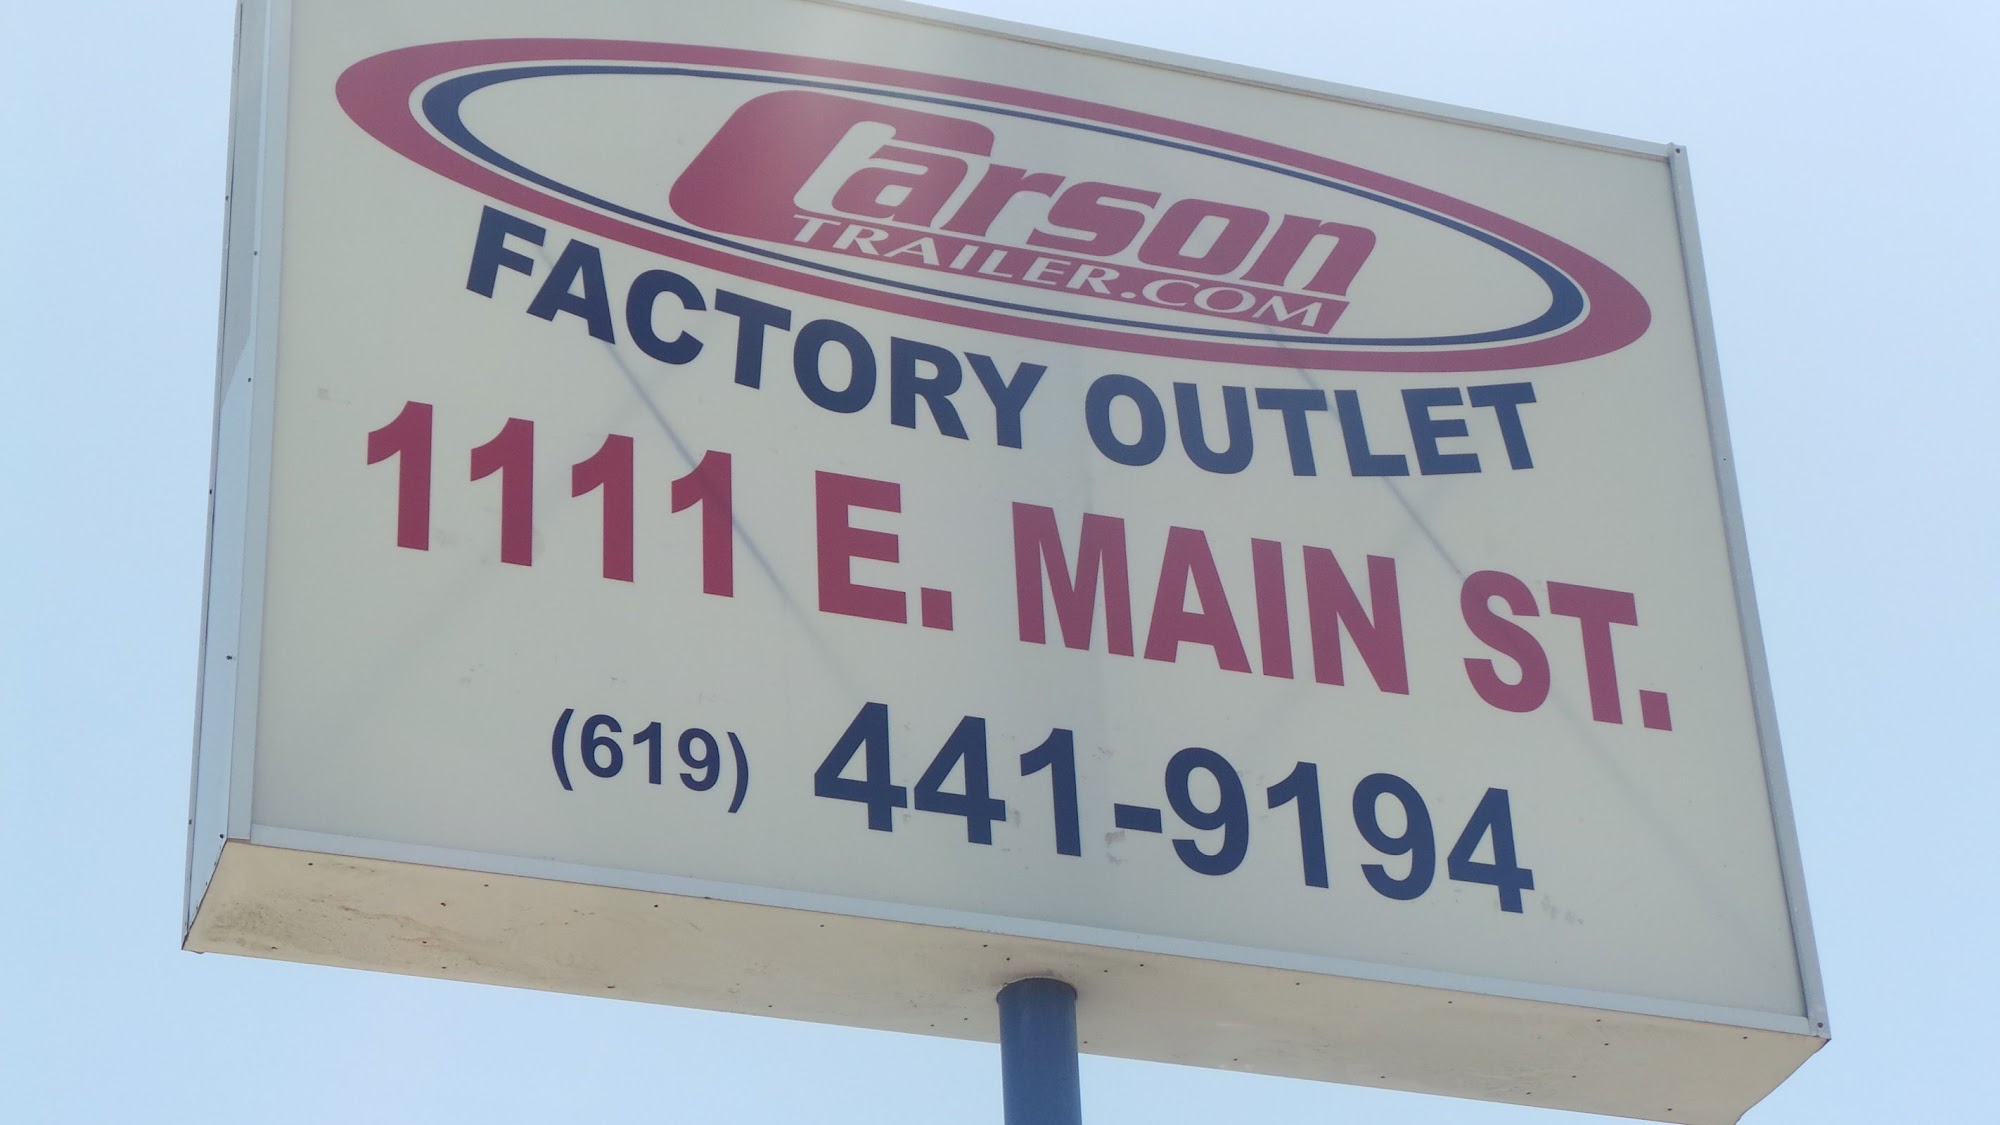 Carson
TRAILER.COM
FACTORY OUTLET
1111 E. MAIN ST.
(619) 441-9194